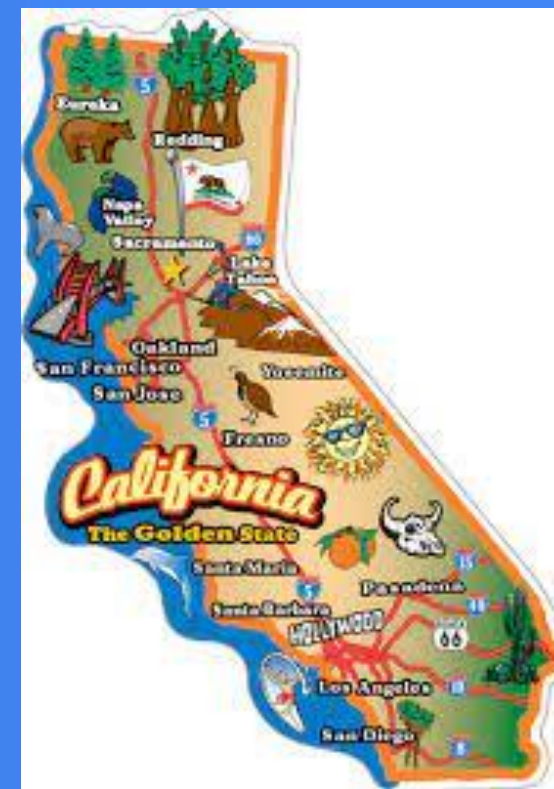 5
Eureka
Redding
Napa
Valley
Sacramento
80
Lake
Tahoe
Oakland
San Francisco
Yosemite
San Jose
5
Fresno
California
The Golden State
15
Santa Maria
Pasadena
5
40
Santa Barbara
HOLLYWOOD
66
Los Angeles
10
San Diego
8